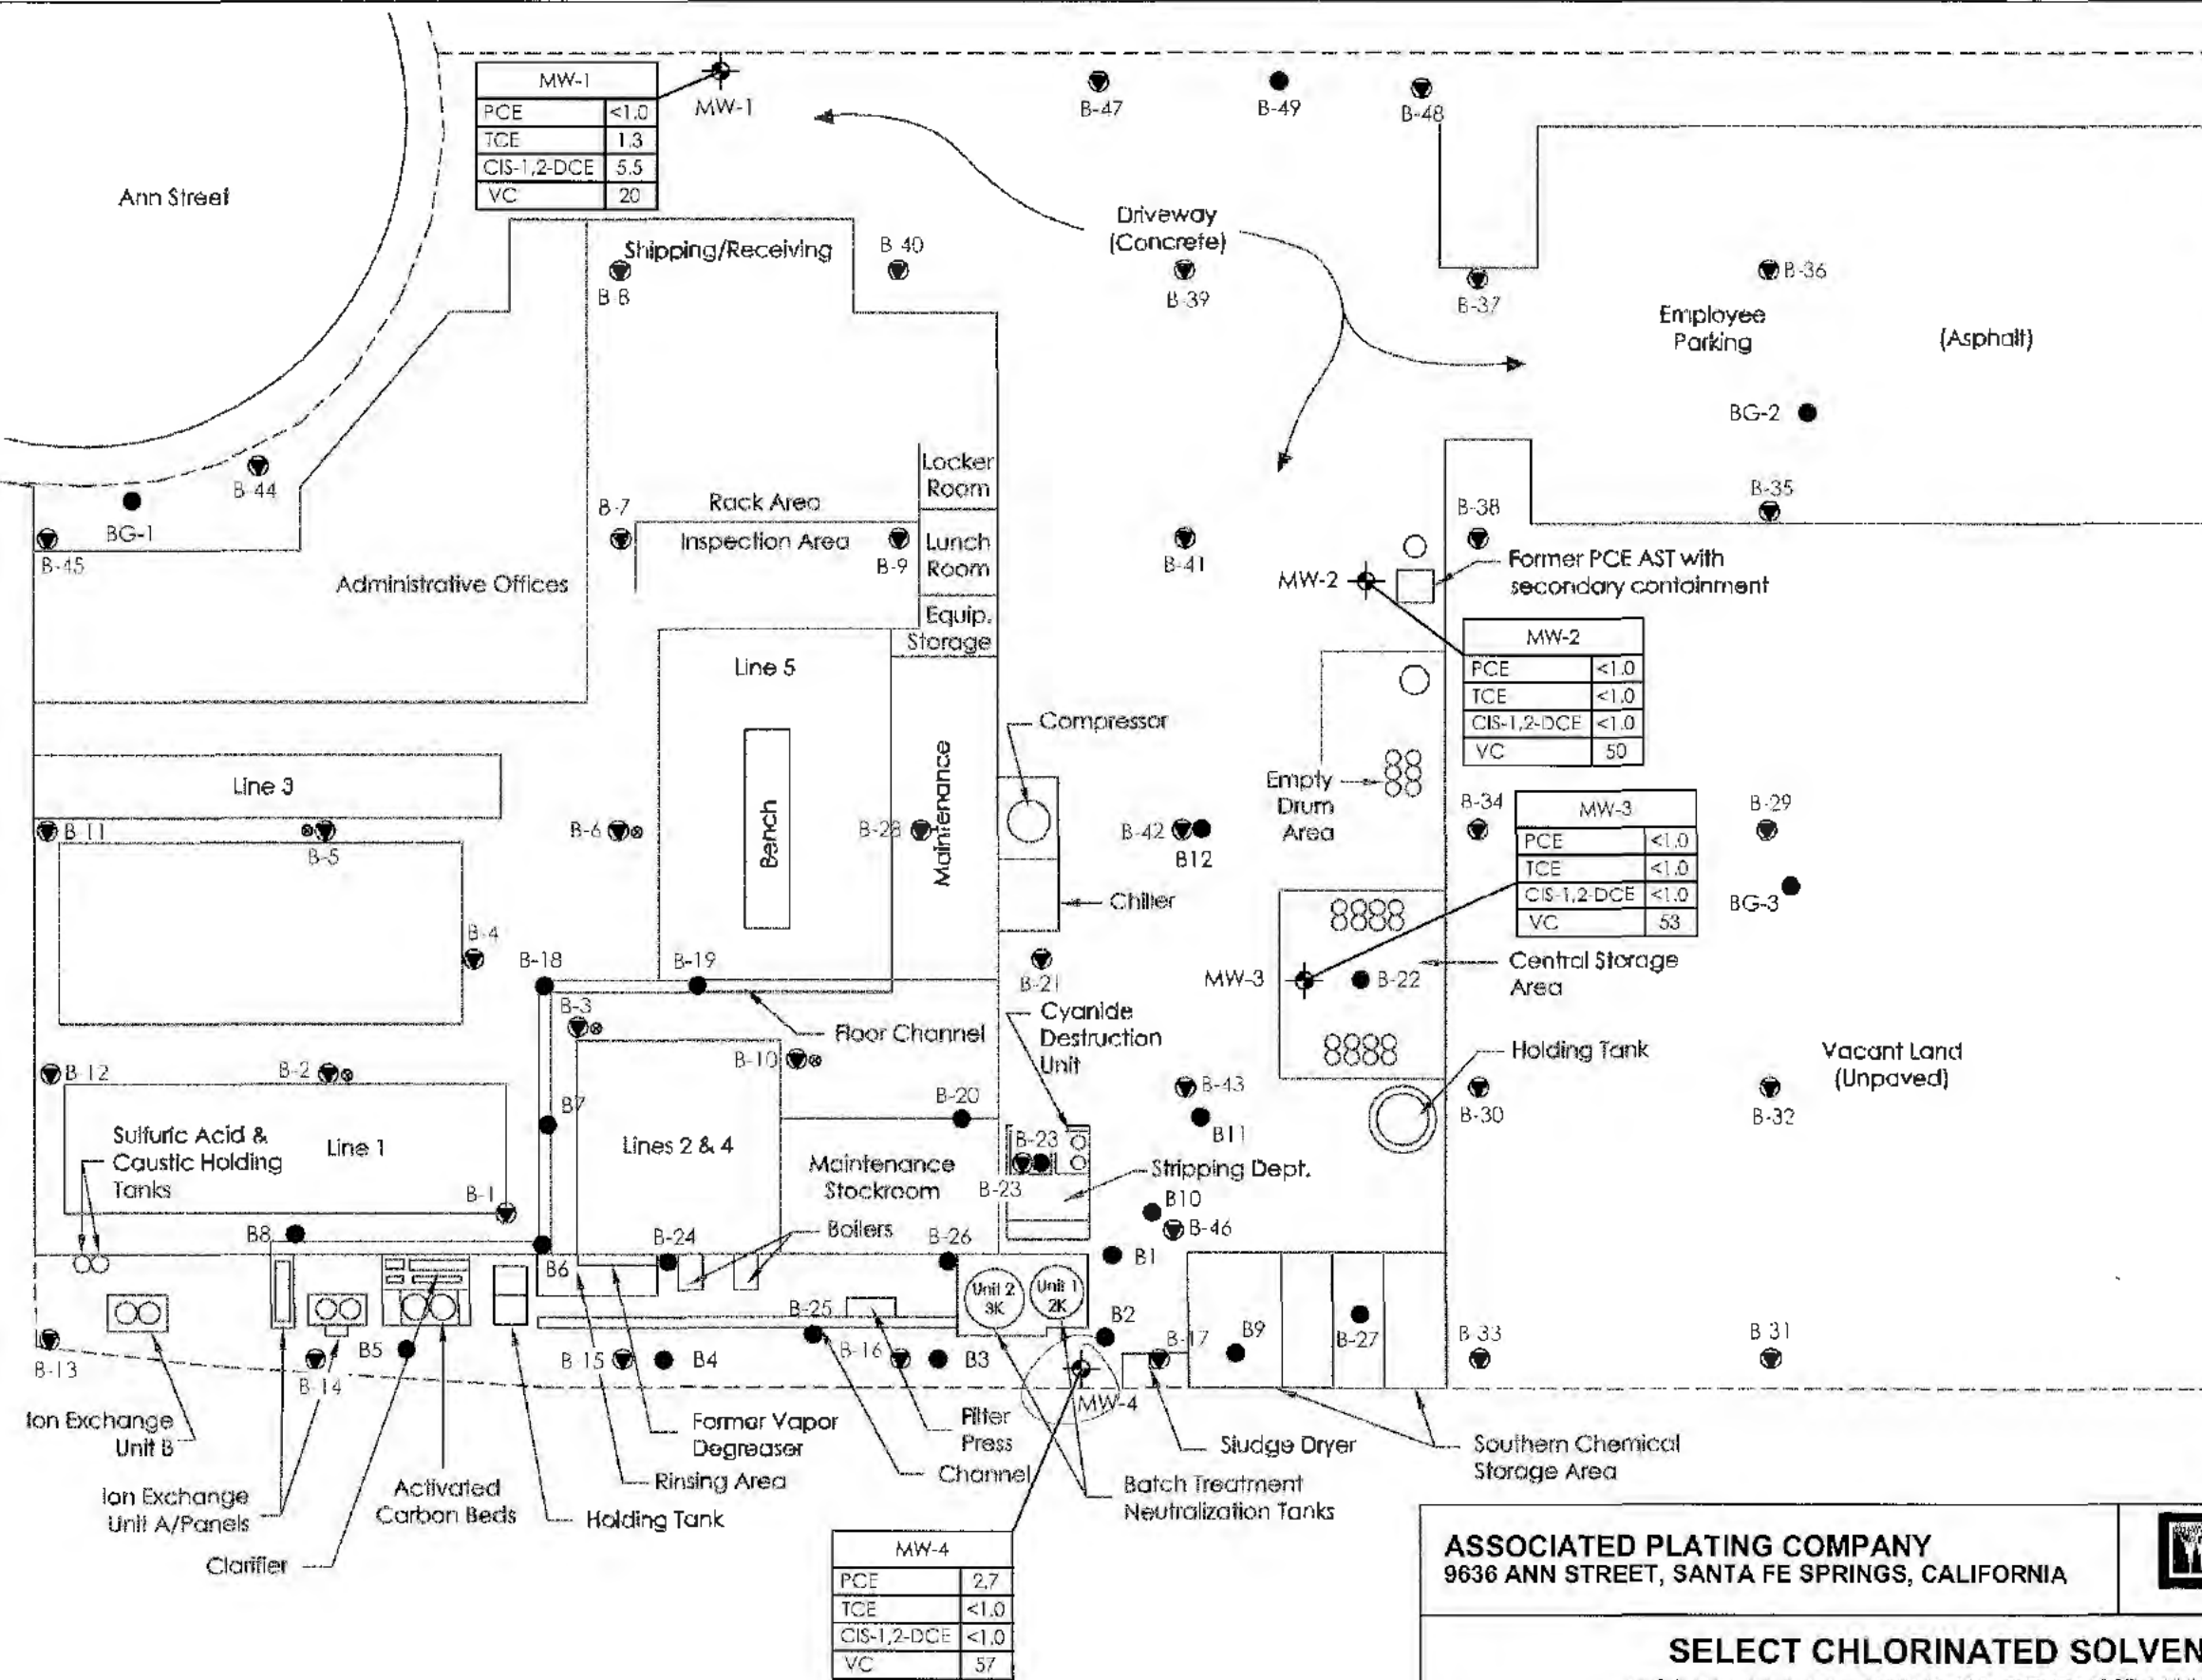 MW-1
PCE <1.0
TCE 1.3
CIS-1,2-DCE 5.5
VC 20
MW-1
B-47
B-49
B-48
Ann Street
Shipping/Receiving
B-8
B 40
Driveway
(Concrete)
B-39
B-37
B-36
Employee
Parking
(Asphalt)
BG-2
B-44
BG-1
B-45
Administrative Offices
B-7
Rack Area
Inspection Area
B-9
Locker
Room
Lunch
Room
Equip.
Storage
B-41
B-38
B-35
MW-2
Former PCE AST with
secondary containment
MW-2
PCE <1.0
TCE <1.0
CIS-1,2-DCE <1.0
VC 50
Line 5
Bench
Maintenance
Compressor
Line 3
B-11
B-5
B-6
B-28
B-42
B12
Empty
Drum
Area
B-34
MW-3
PCE <1.0
TCE <1.0
CIS-1,2-DCE <1.0
VC 53
B-29
BG-3
Chiller
B-4
B-18
B-19
B-21
MW-3
B-22
Central Storage
Area
B-3
Floor Channel
Cyanide
Destruction
Unit
B-10
Holding Tank
Vacant Land
(Unpaved)
B-12
B-2
B-43
B-30
B-32
B7
B-20
B11
Sulfuric Acid &
Caustic Holding
Tanks
Line 1
Lines 2 & 4
B-23
Maintenance
Stockroom
B-23
Stripping Dept.
B-1
B10
B-46
B8
Boilers
B-24
B-26
B1
B6
Unit 2
3K
Unit 1
2K
B-25
B2
B-13
B-14
B5
B-15
B4
B-16
B3
B-17
B9
B-27
B-33
B 31
MW-4
Ion Exchange
Unit B
Former Vapor
Degreaser
Filter
Press
Sludge Dryer
Southern Chemical
Storage Area
Ion Exchange
Unit A/Panels
Activated
Carbon Beds
Rinsing Area
Channel
Batch Treatment
Neutralization Tanks
Holding Tank
Clarifier
MW-4
PCE 2.7
TCE <1.0
CIS-1,2-DCE <1.0
VC 57
ASSOCIATED PLATING COMPANY
9636 ANN STREET, SANTA FE SPRINGS, CALIFORNIA
SELECT CHLORINATED SOLVEN